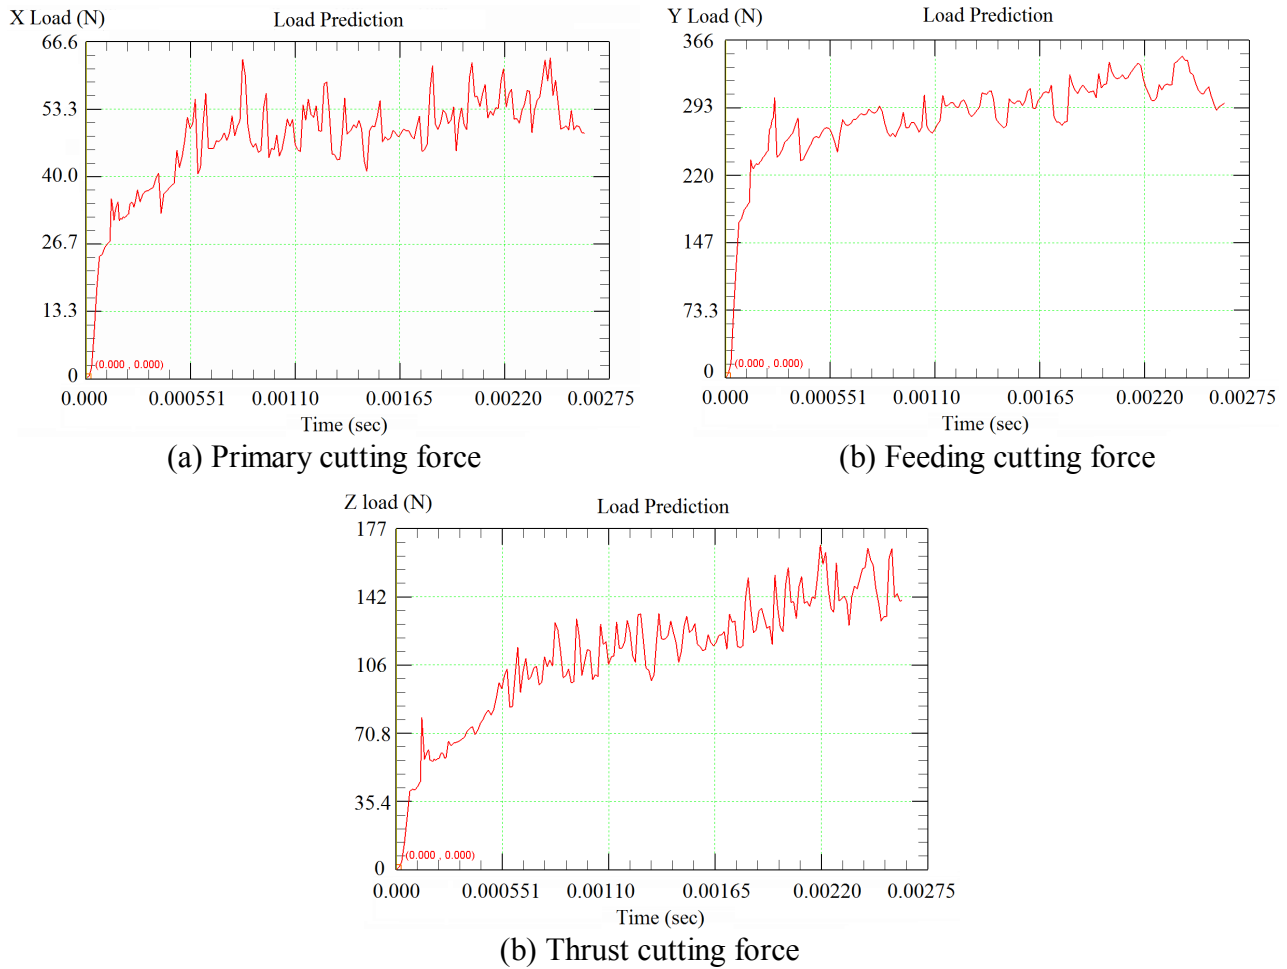 X Load (N)
Load Prediction
66.6
53.3
40.0
26.7
13.3
0
(0.000 , 0.000)
0.000 0.000551 0.00110 0.00165 0.00220 0.00275
Time (sec)
(a) Primary cutting force
Y Load (N)
Load Prediction
366
293
220
147
73.3
0
(0.000 , 0.000)
0.000 0.000551 0.00110 0.00165 0.00220 0.00275
Time (sec)
(b) Feeding cutting force
Z load (N)
Load Prediction
177
142
106
70.8
35.4
0
(0.000 , 0.000)
0.000 0.000551 0.00110 0.00165 0.00220 0.00275
Time (sec)
(b) Thrust cutting force